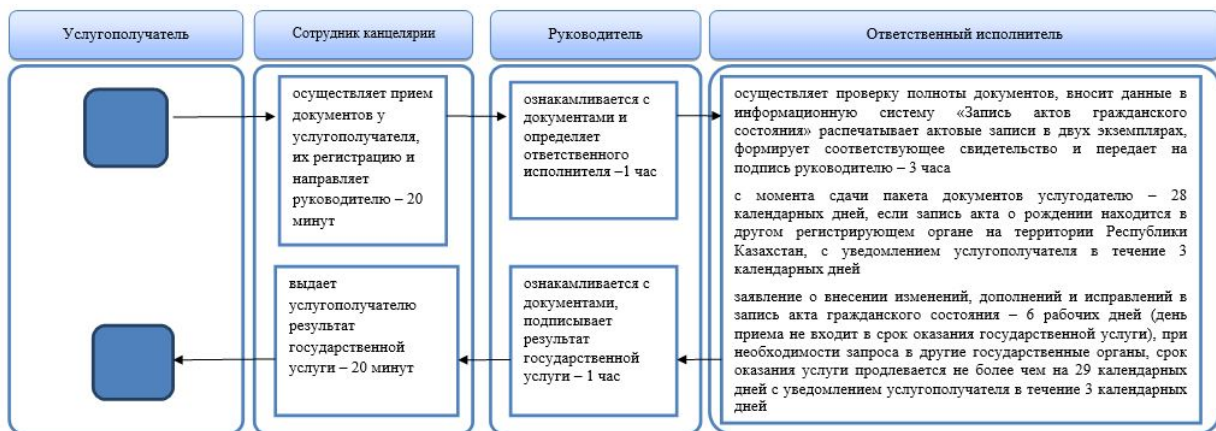 Услугополучатель
Сотрудник канцелярии
Руководитель
Ответственный исполнитель
осуществляет прием
документов у
услугополучателя,
их регистрацию и
направляет
руководителю – 20
минут
ознакамливается с
документами и
определяет
ответственного
исполнителя –1 час
осуществляет проверку полноты документов, вносит данные в
информационную систему «Запись актов гражданского
состояния» распечатывает актовые записи в двух экземплярах,
формирует соответствующее свидетельство и передает на
подпись руководителю – 3 часа
с момента сдачи пакета документов услугодателю – 28
календарных дней, если запись акта о рождении находится в
другом регистрирующем органе на территории Республики
Казахстан, с уведомлением услугополучателя в течение 3
календарных дней
заявление о внесении изменений, дополнений и исправлений в
запись акта гражданского состояния – 6 рабочих дней (день
приема не входит в срок оказания государственной услуги), при
необходимости запроса в другие государственные органы, срок
оказания услуги продлевается не более чем на 29 календарных
дней с уведомлением услугополучателя в течение 3 календарных
дней
ознакамливается с
документами,
подписывает
результат
государственной
услуги – 1 час
выдает
услугополучателю
результат
государственной
услуги – 20 минут